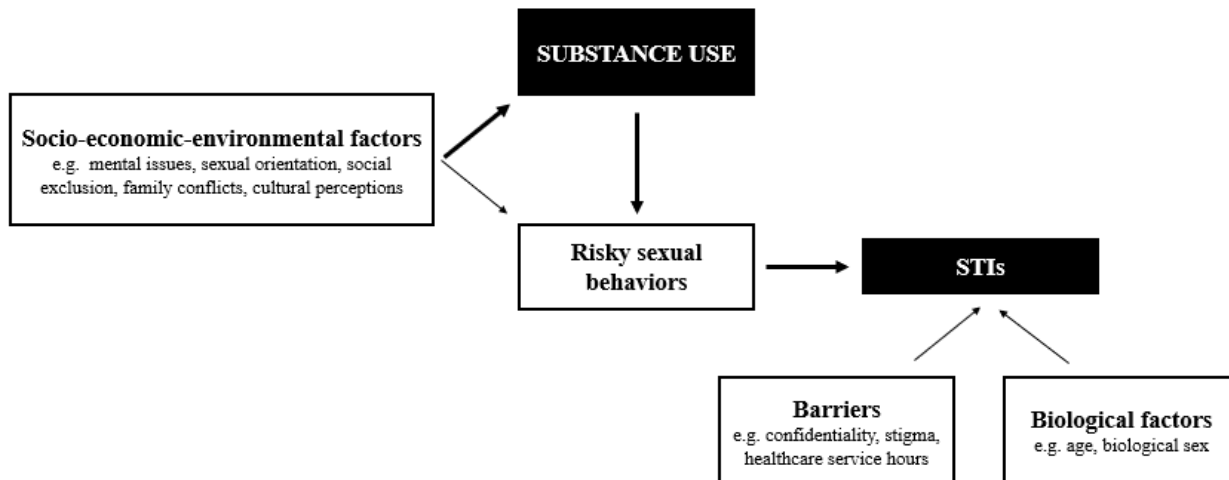 SUBSTANCE USE
Socio-economic-environmental factors
e.g. mental issues, sexual orientation, social
exclusion, family conflicts, cultural perceptions
Risky sexual
behaviors
STIs
Barriers
e.g. confidentiality, stigma,
healthcare service hours
Biological factors
e.g. age, biological sex